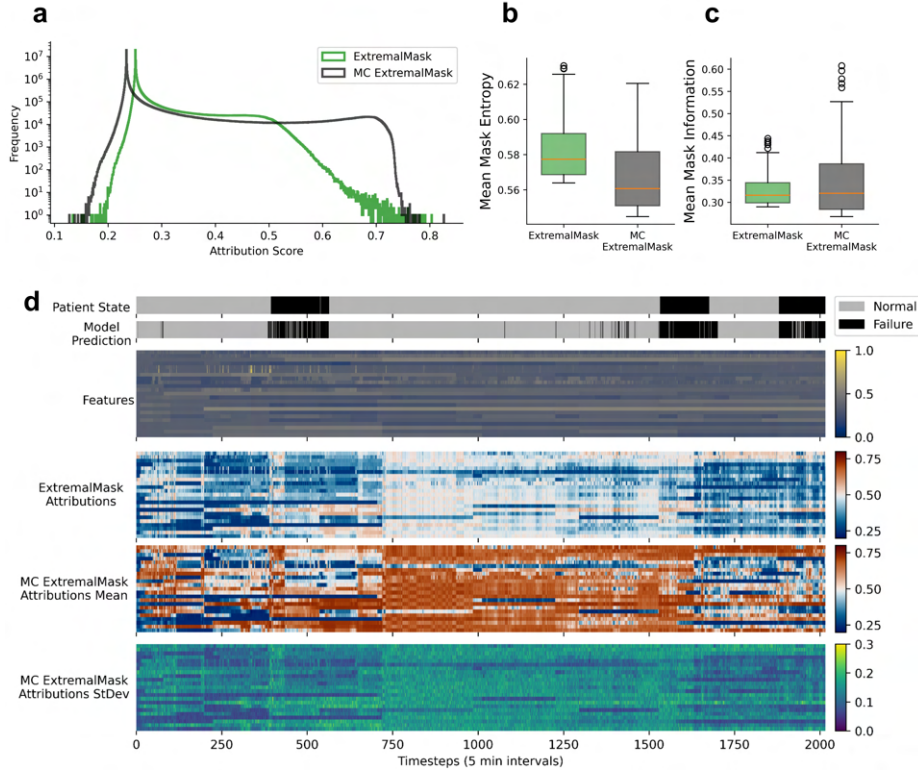 a
b
c
Frequency
10^7
10^6
10^5
10^4
10^3
10^2
10^1
10^0
0.1 0.2 0.3 0.4 0.5 0.6 0.7 0.8
Attribution Score
ExtremalMask
MC ExtremalMask
Mean Mask Entropy
0.62
0.60
0.58
0.56
ExtremalMask
MC
ExtremalMask
Mean Mask Information
0.60
0.55
0.50
0.45
0.40
0.35
0.30
ExtremalMask
MC
ExtremalMask
d
Patient State
Model
Prediction
Normal
Failure
Features
1.0
0.5
0.0
ExtremalMask
Attributions
0.75
0.50
0.25
MC ExtremalMask
Attributions Mean
0.75
0.50
0.25
MC ExtremalMask
Attributions StDev
0.3
0.2
0.1
0.0
0 250 500 750 1000 1250 1500 1750 2000
Timesteps (5 min intervals)